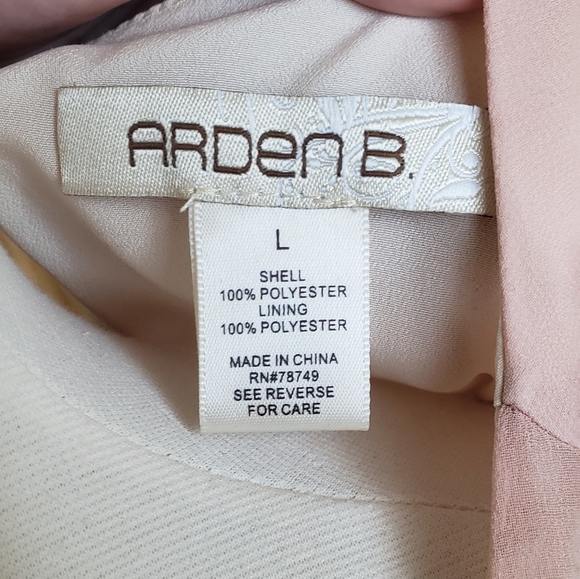 ARDen B.
L
SHELL
100% POLYESTER
LINING
100% POLYESTER
MADE IN CHINA
RN#78749
SEE REVERSE
FOR CARE